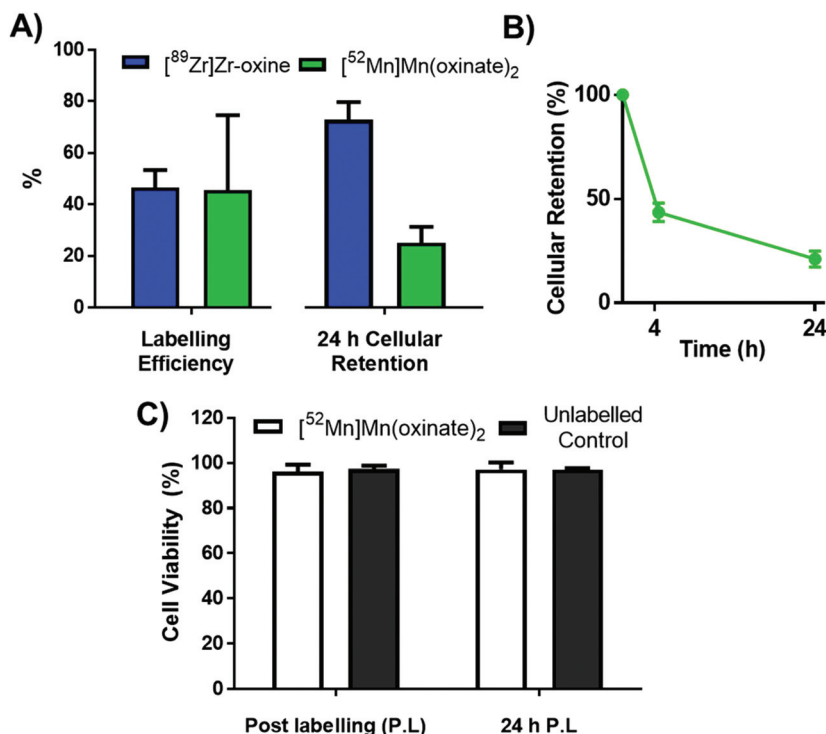 A)
[⁸⁹Zr]Zr-oxine
[⁵²Mn]Mn(oxinate)₂
100
80
60
40
20
0
%
Labelling
Efficiency
24 h Cellular
Retention
B)
Cellular Retention (%)
100
50
0
4
24
Time (h)
C)
[⁵²Mn]Mn(oxinate)₂
Unlabelled
Control
Cell Viability (%)
120
100
80
60
40
20
0
Post labelling (P.L)
24 h P.L